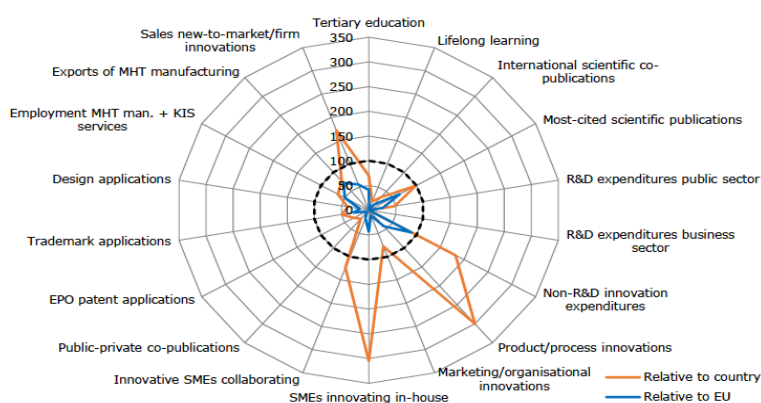 Tertiary education
Lifelong learning
International scientific co-
publications
Most-cited scientific publications
R&D expenditures public sector
R&D expenditures business
sector
Non-R&D innovation
expenditures
Product/process innovations
Marketing/organisational
innovations
SMEs innovating in-house
Innovative SMEs collaborating
Public-private co-publications
EPO patent applications
Trademark applications
Design applications
Employment MHT man. + KIS
services
Exports of MHT manufacturing
Sales new-to-market/firm
innovations
350
300
250
200
150
100
50
0
Relative to country
Relative to EU